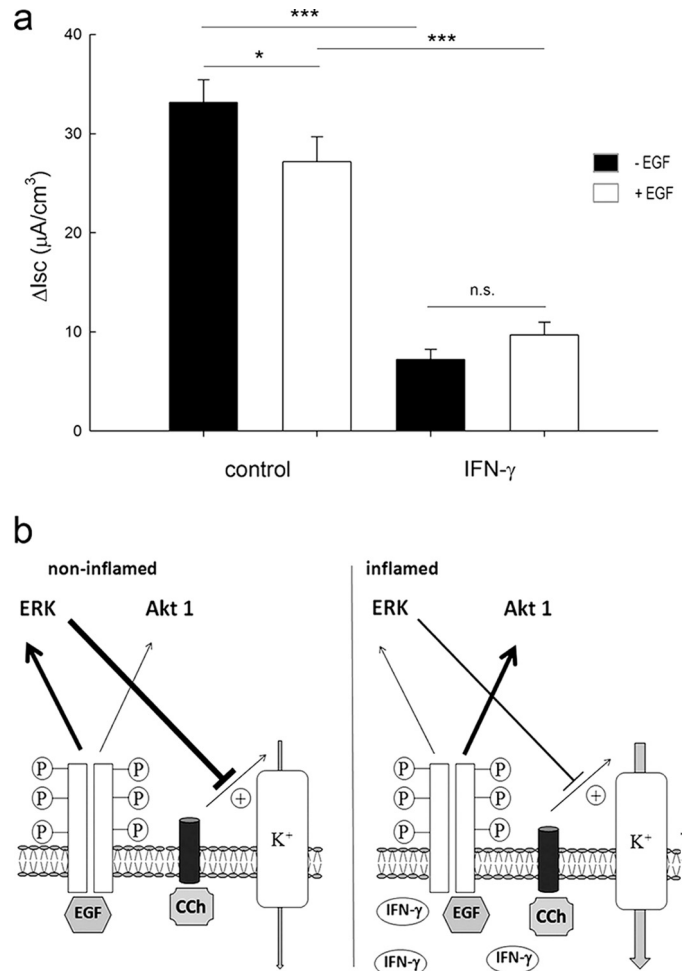 a
***
***
*
40
30
20
10
0
ΔIsc (μA/cm³)
- EGF
+ EGF
n.s.
control
IFN-γ
b
non-inflamed
inflamed
ERK
Akt 1
ERK
Akt 1
P P
P P
P P
+
K⁺
EGF
CCh
P P
P P
P P
+
K⁺
IFN-γ
EGF
CCh
IFN-γ
IFN-γ